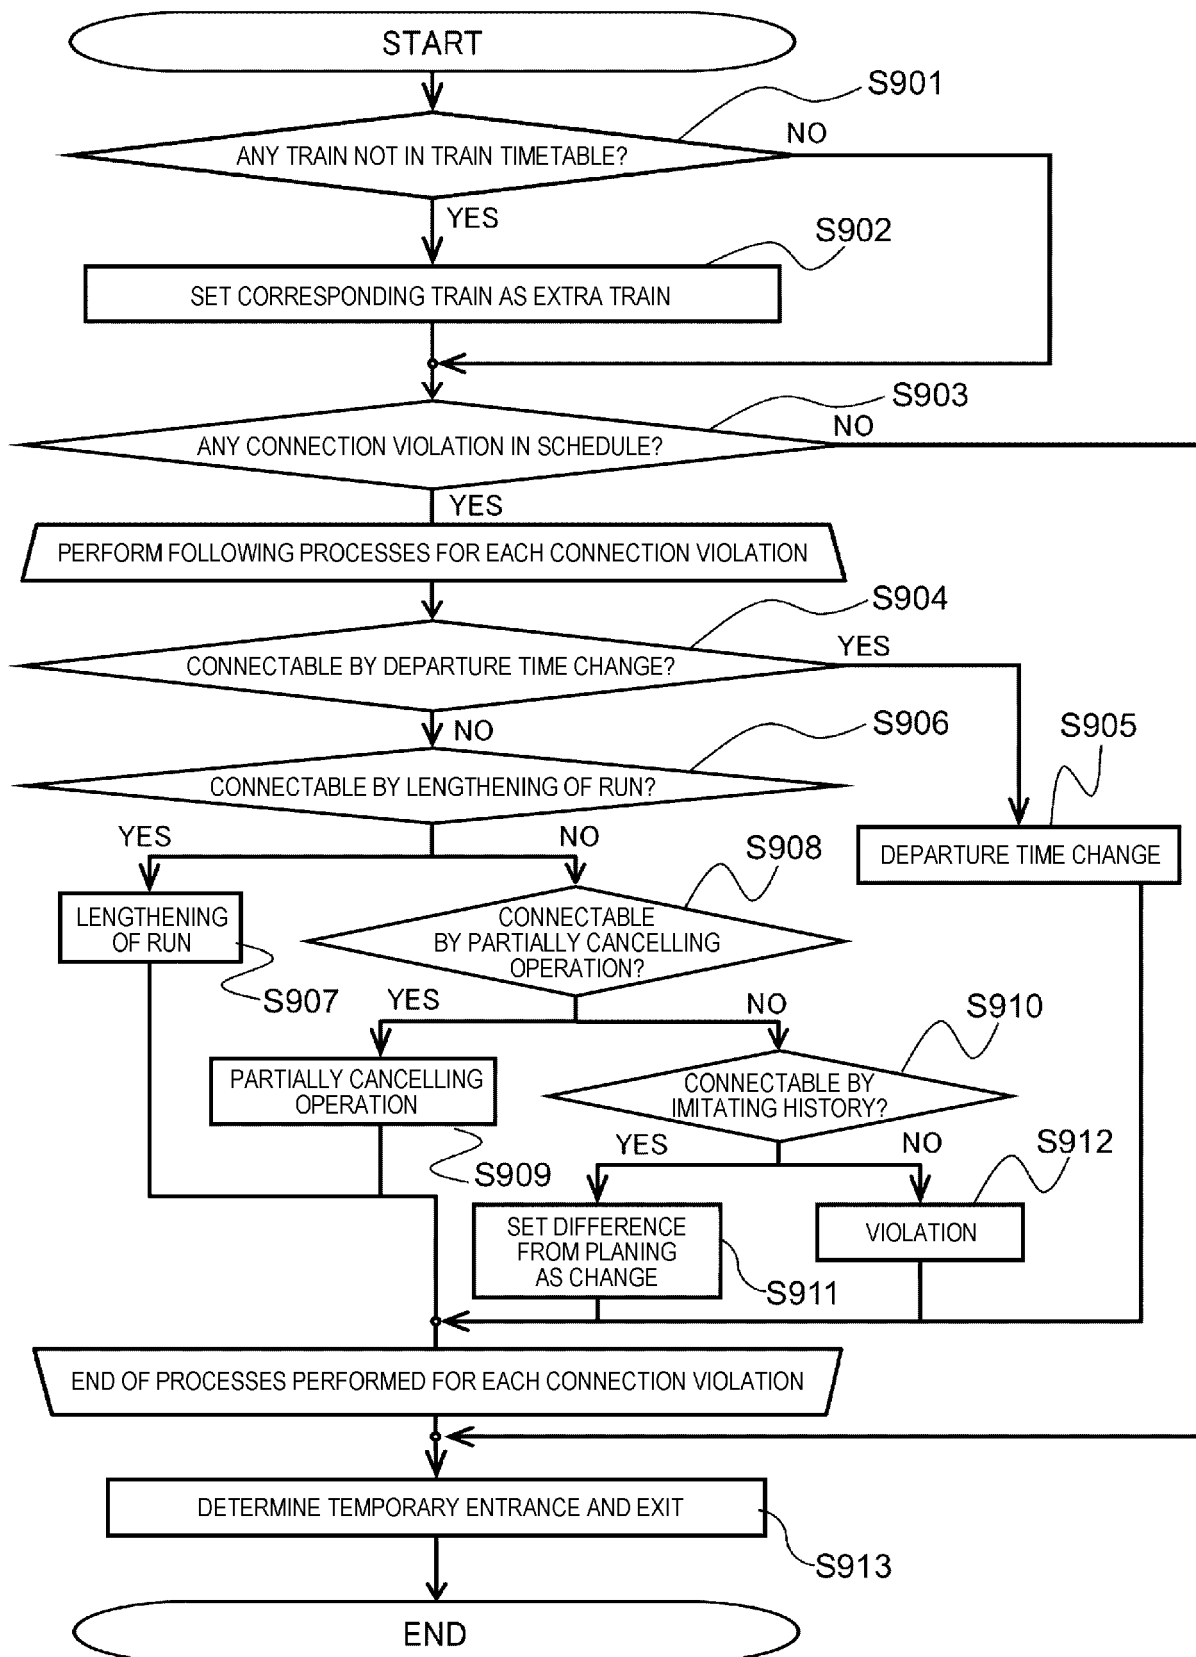 START
S901
ANY TRAIN NOT IN TRAIN TIMETABLE?
NO
YES
S902
SET CORRESPONDING TRAIN AS EXTRA TRAIN
S903
ANY CONNECTION VIOLATION IN SCHEDULE?
NO
YES
PERFORM FOLLOWING PROCESSES FOR EACH CONNECTION VIOLATION
S904
CONNECTABLE BY DEPARTURE TIME CHANGE?
YES
NO
S906
S905
CONNECTABLE BY LENGTHENING OF RUN?
YES
NO
S908
DEPARTURE TIME CHANGE
LENGTHENING
OF RUN
S907
CONNECTABLE
BY PARTIALLY CANCELLING
OPERATION?
YES
NO
S910
PARTIALLY CANCELLING
OPERATION
S909
CONNECTABLE BY
IMITATING HISTORY?
YES
NO
S912
SET DIFFERENCE
FROM PLANING
AS CHANGE
S911
VIOLATION
END OF PROCESSES PERFORMED FOR EACH CONNECTION VIOLATION
DETERMINE TEMPORARY ENTRANCE AND EXIT
S913
END